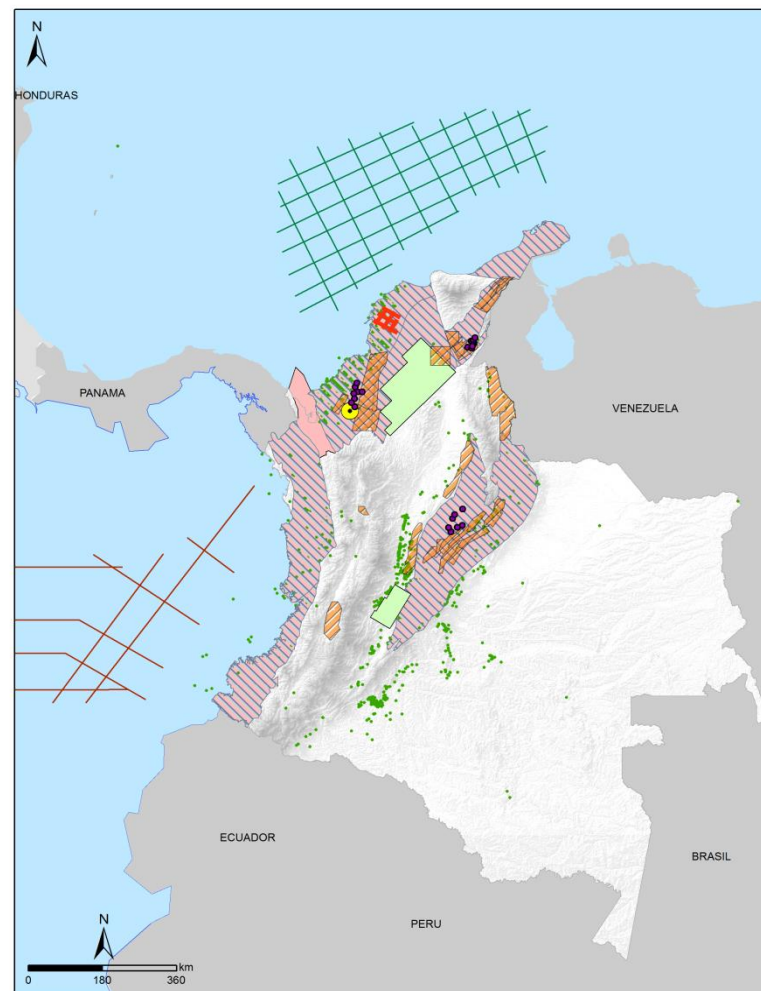 N
HONDURAS
PANAMA
VENEZUELA
ECUADOR
BRASIL
PERU
N
km
0 180 360